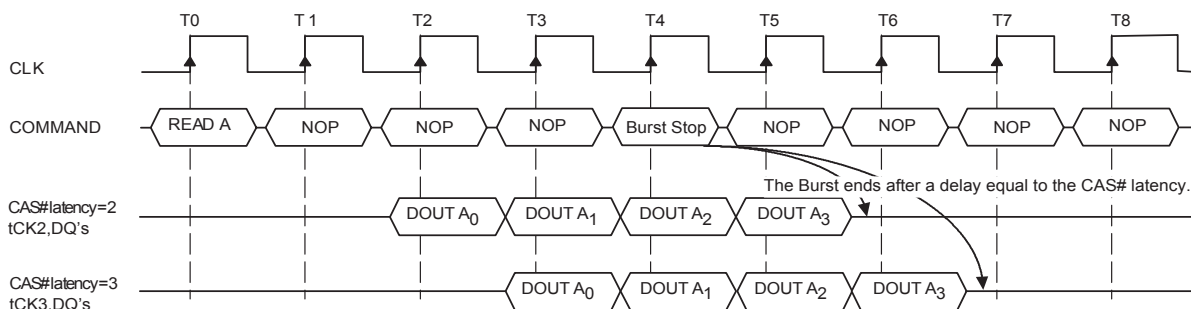 T0 T 1 T2 T3 T4 T5 T6 T7 T8
CLK
COMMAND READ A NOP NOP NOP Burst Stop NOP NOP NOP NOP
The Burst ends after a delay equal to the CAS# latency.
CAS#latency=2 DOUT A0 DOUT A1 DOUT A2 DOUT A3
tCK2,DQ's
CAS#latency=3 DOUT A0 DOUT A1 DOUT A2 DOUT A3
tCK3,DQ's